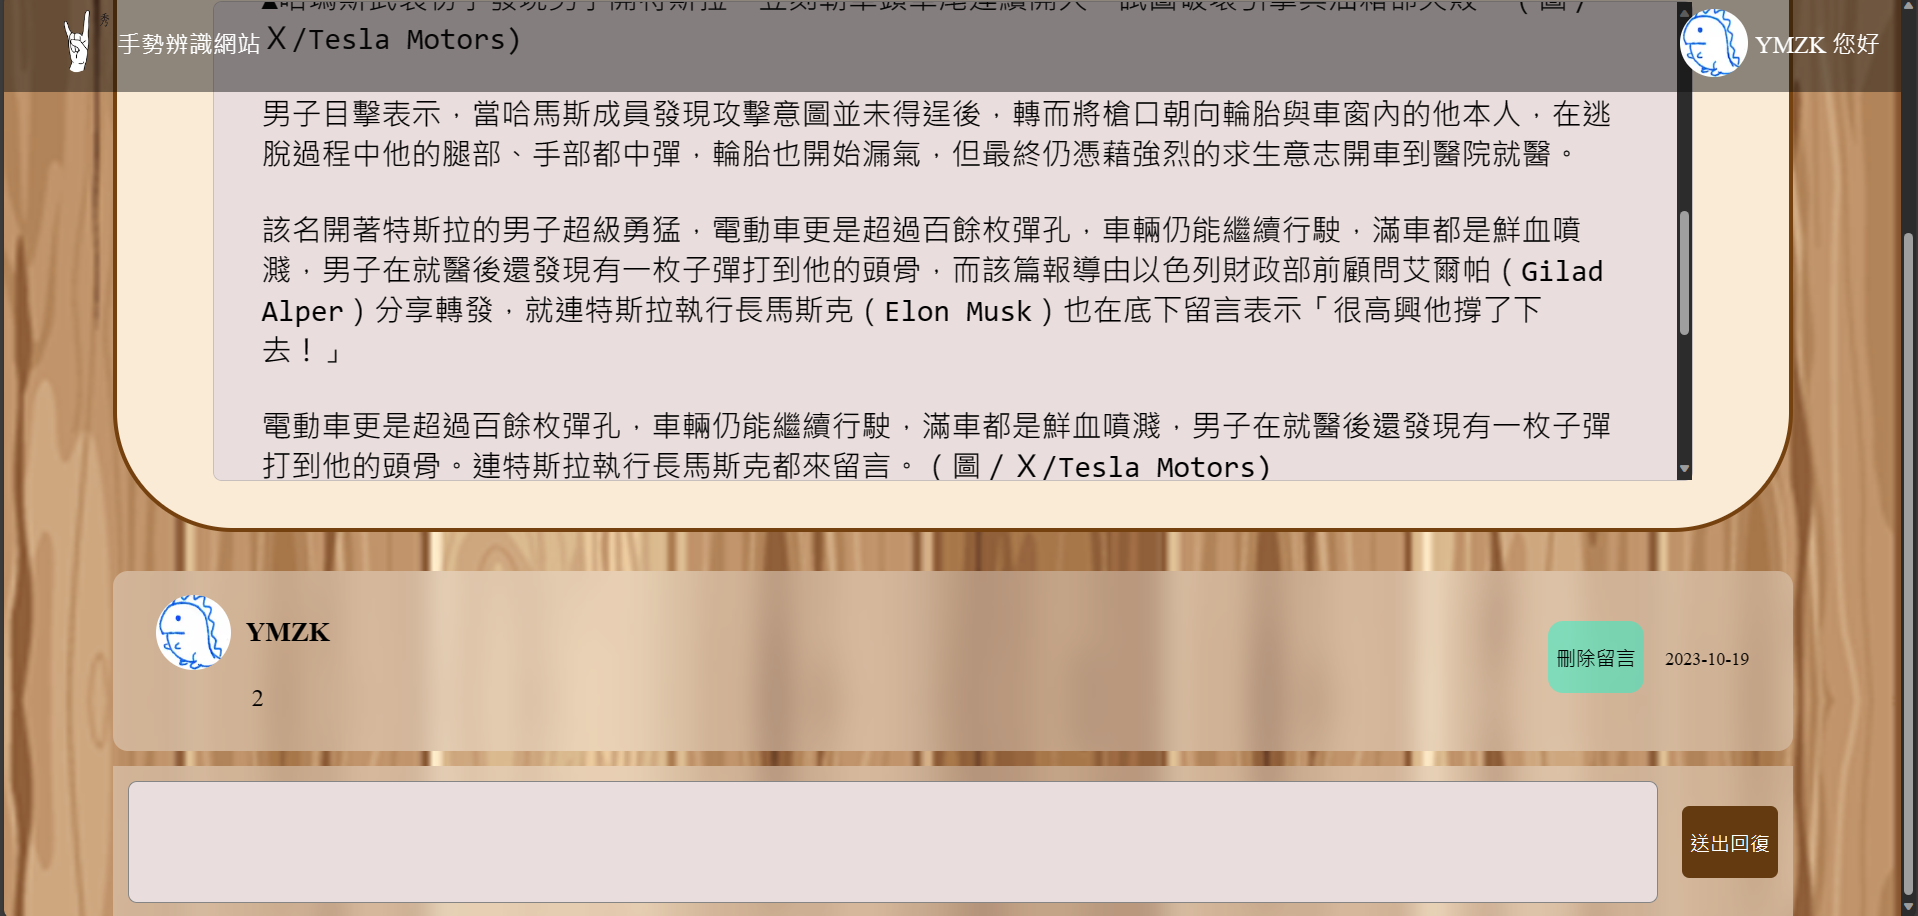 秀
手勢辨識網站
YMZK 您好
X/Tesla Motors)
男子目擊表示，當哈馬斯成員發現攻擊意圖並未得逞後，轉而將槍口朝向輪胎與車窗內的他本人，在逃
脫過程中他的腿部、手部都中彈，輪胎也開始漏氣，但最終仍憑藉強烈的求生意志開車到醫院就醫。
該名開著特斯拉的男子超級勇猛，電動車更是超過百餘枚彈孔，車輛仍能繼續行駛，滿車都是鮮血噴
濺，男子在就醫後還發現有一枚子彈打到他的頭骨，而該篇報導由以色列財政部前顧問艾爾帕（Gilad
Alper）分享轉發，就連特斯拉執行長馬斯克（Elon Musk）也在底下留言表示「很高興他撐了下
去！」
電動車更是超過百餘枚彈孔，車輛仍能繼續行駛，滿車都是鮮血噴濺，男子在就醫後還發現有一枚子彈
打到他的頭骨。連特斯拉執行長馬斯克都來留言。（圖／X/Tesla Motors)
YMZK
刪除留言
2023-10-19
2
送出回復